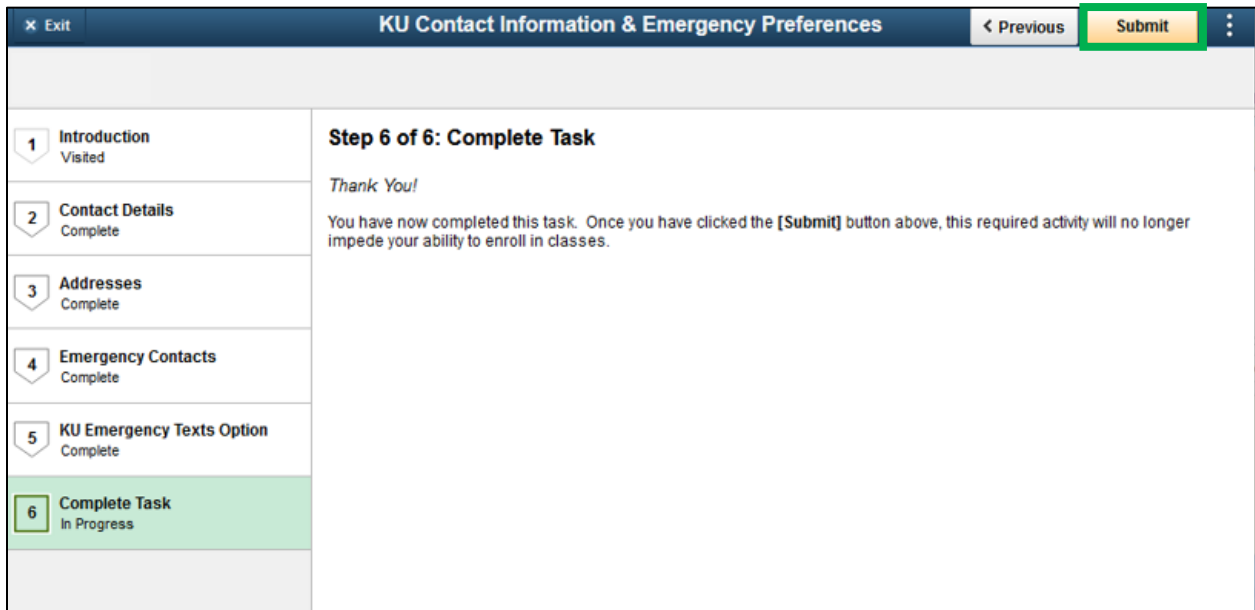 × Exit
KU Contact Information & Emergency Preferences
Previous
Submit
1
Introduction
Visited
2
Contact Details
Complete
3
Addresses
Complete
4
Emergency Contacts
Complete
5
KU Emergency Texts Option
Complete
6
Complete Task
In Progress
Step 6 of 6: Complete Task
Thank You!
You have now completed this task. Once you have clicked the [Submit] button above, this required activity will no longer
impede your ability to enroll in classes.